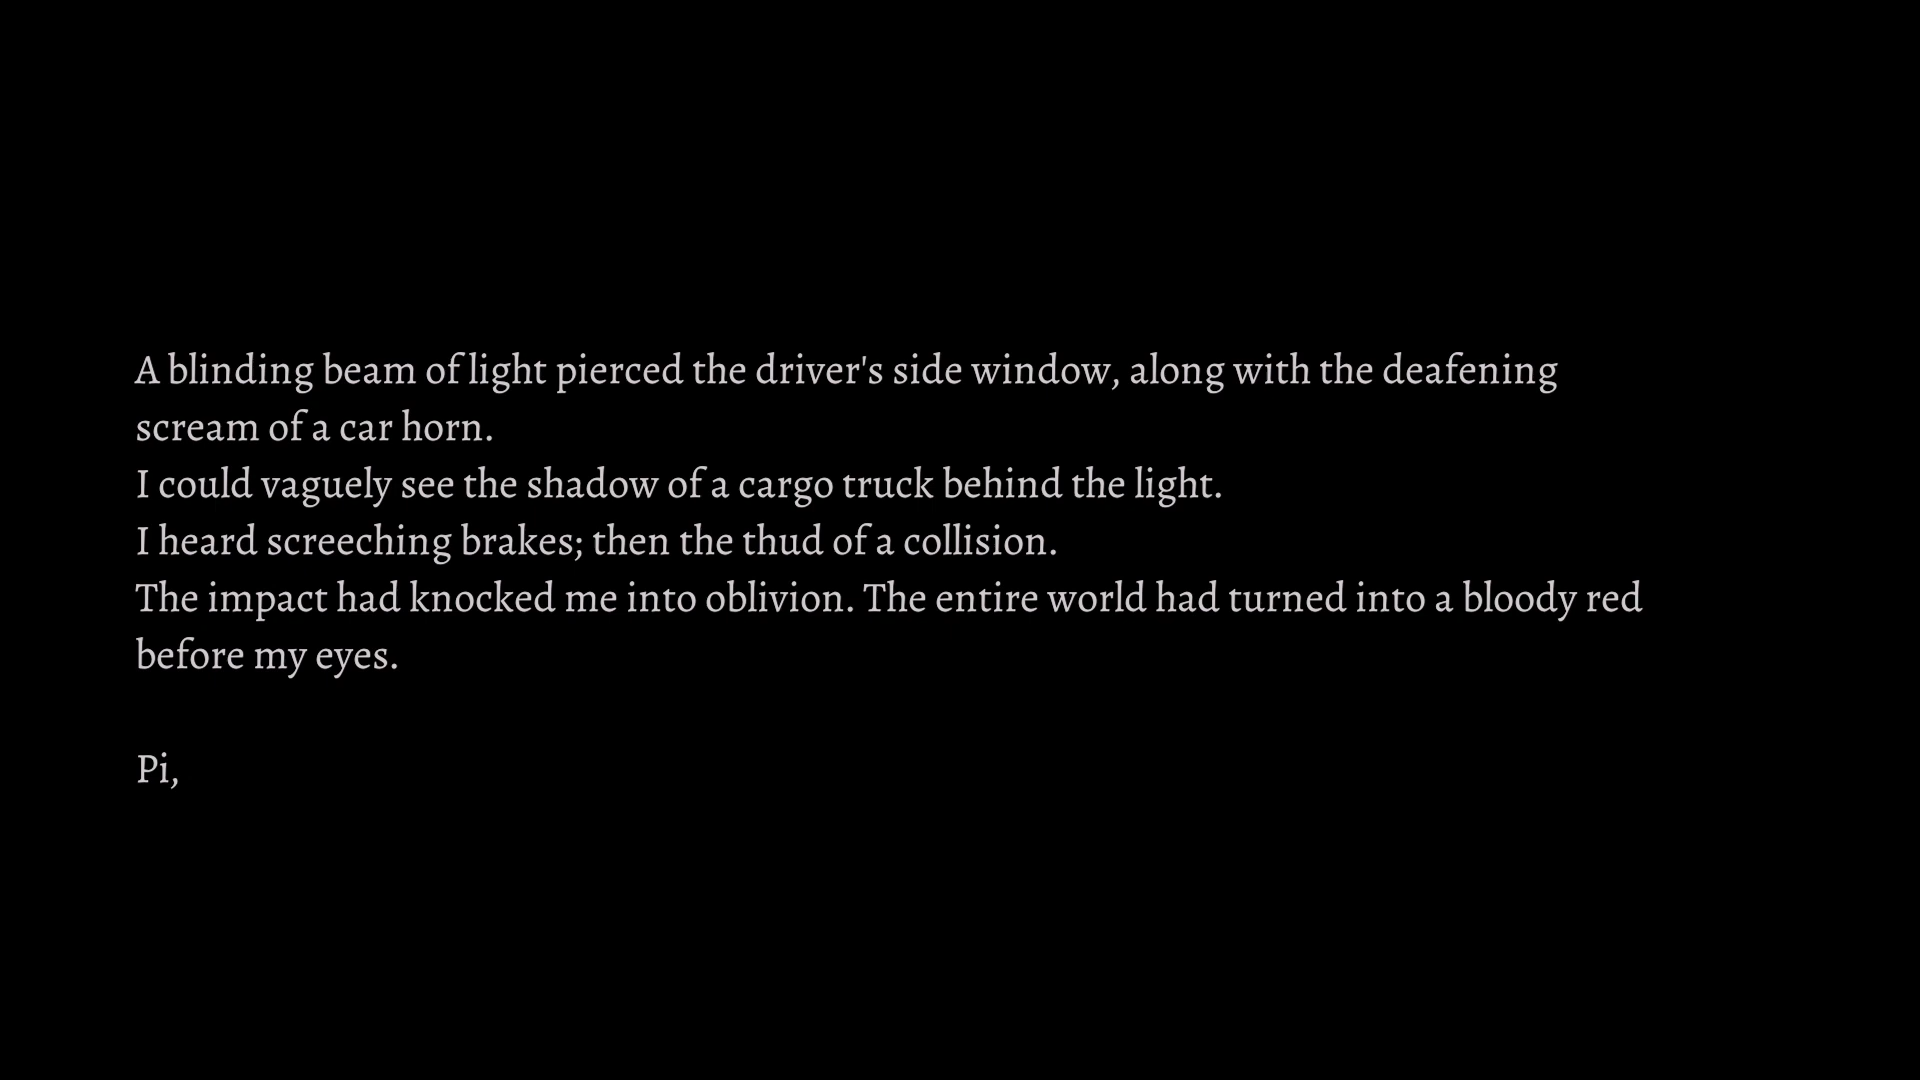 A blinding beam of light pierced the driver's side window, along with the deafening
scream of a car horn.
I could vaguely see the shadow of a cargo truck behind the light.
I heard screeching brakes; then the thud of a collision.
The impact had knocked me into oblivion. The entire world had turned into a bloody red
before my eyes.
Pi,